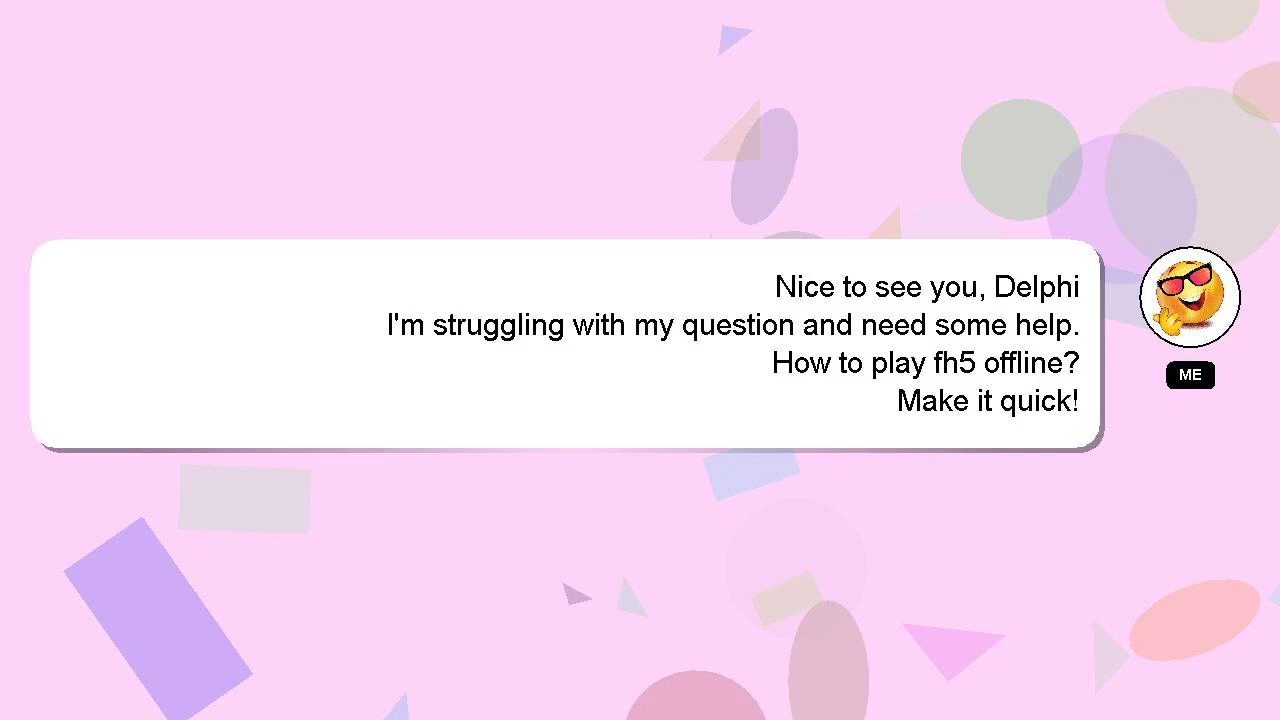 Nice to see you, Delphi
I'm struggling with my question and need some help.
How to play fh5 offline?
Make it quick!
ME